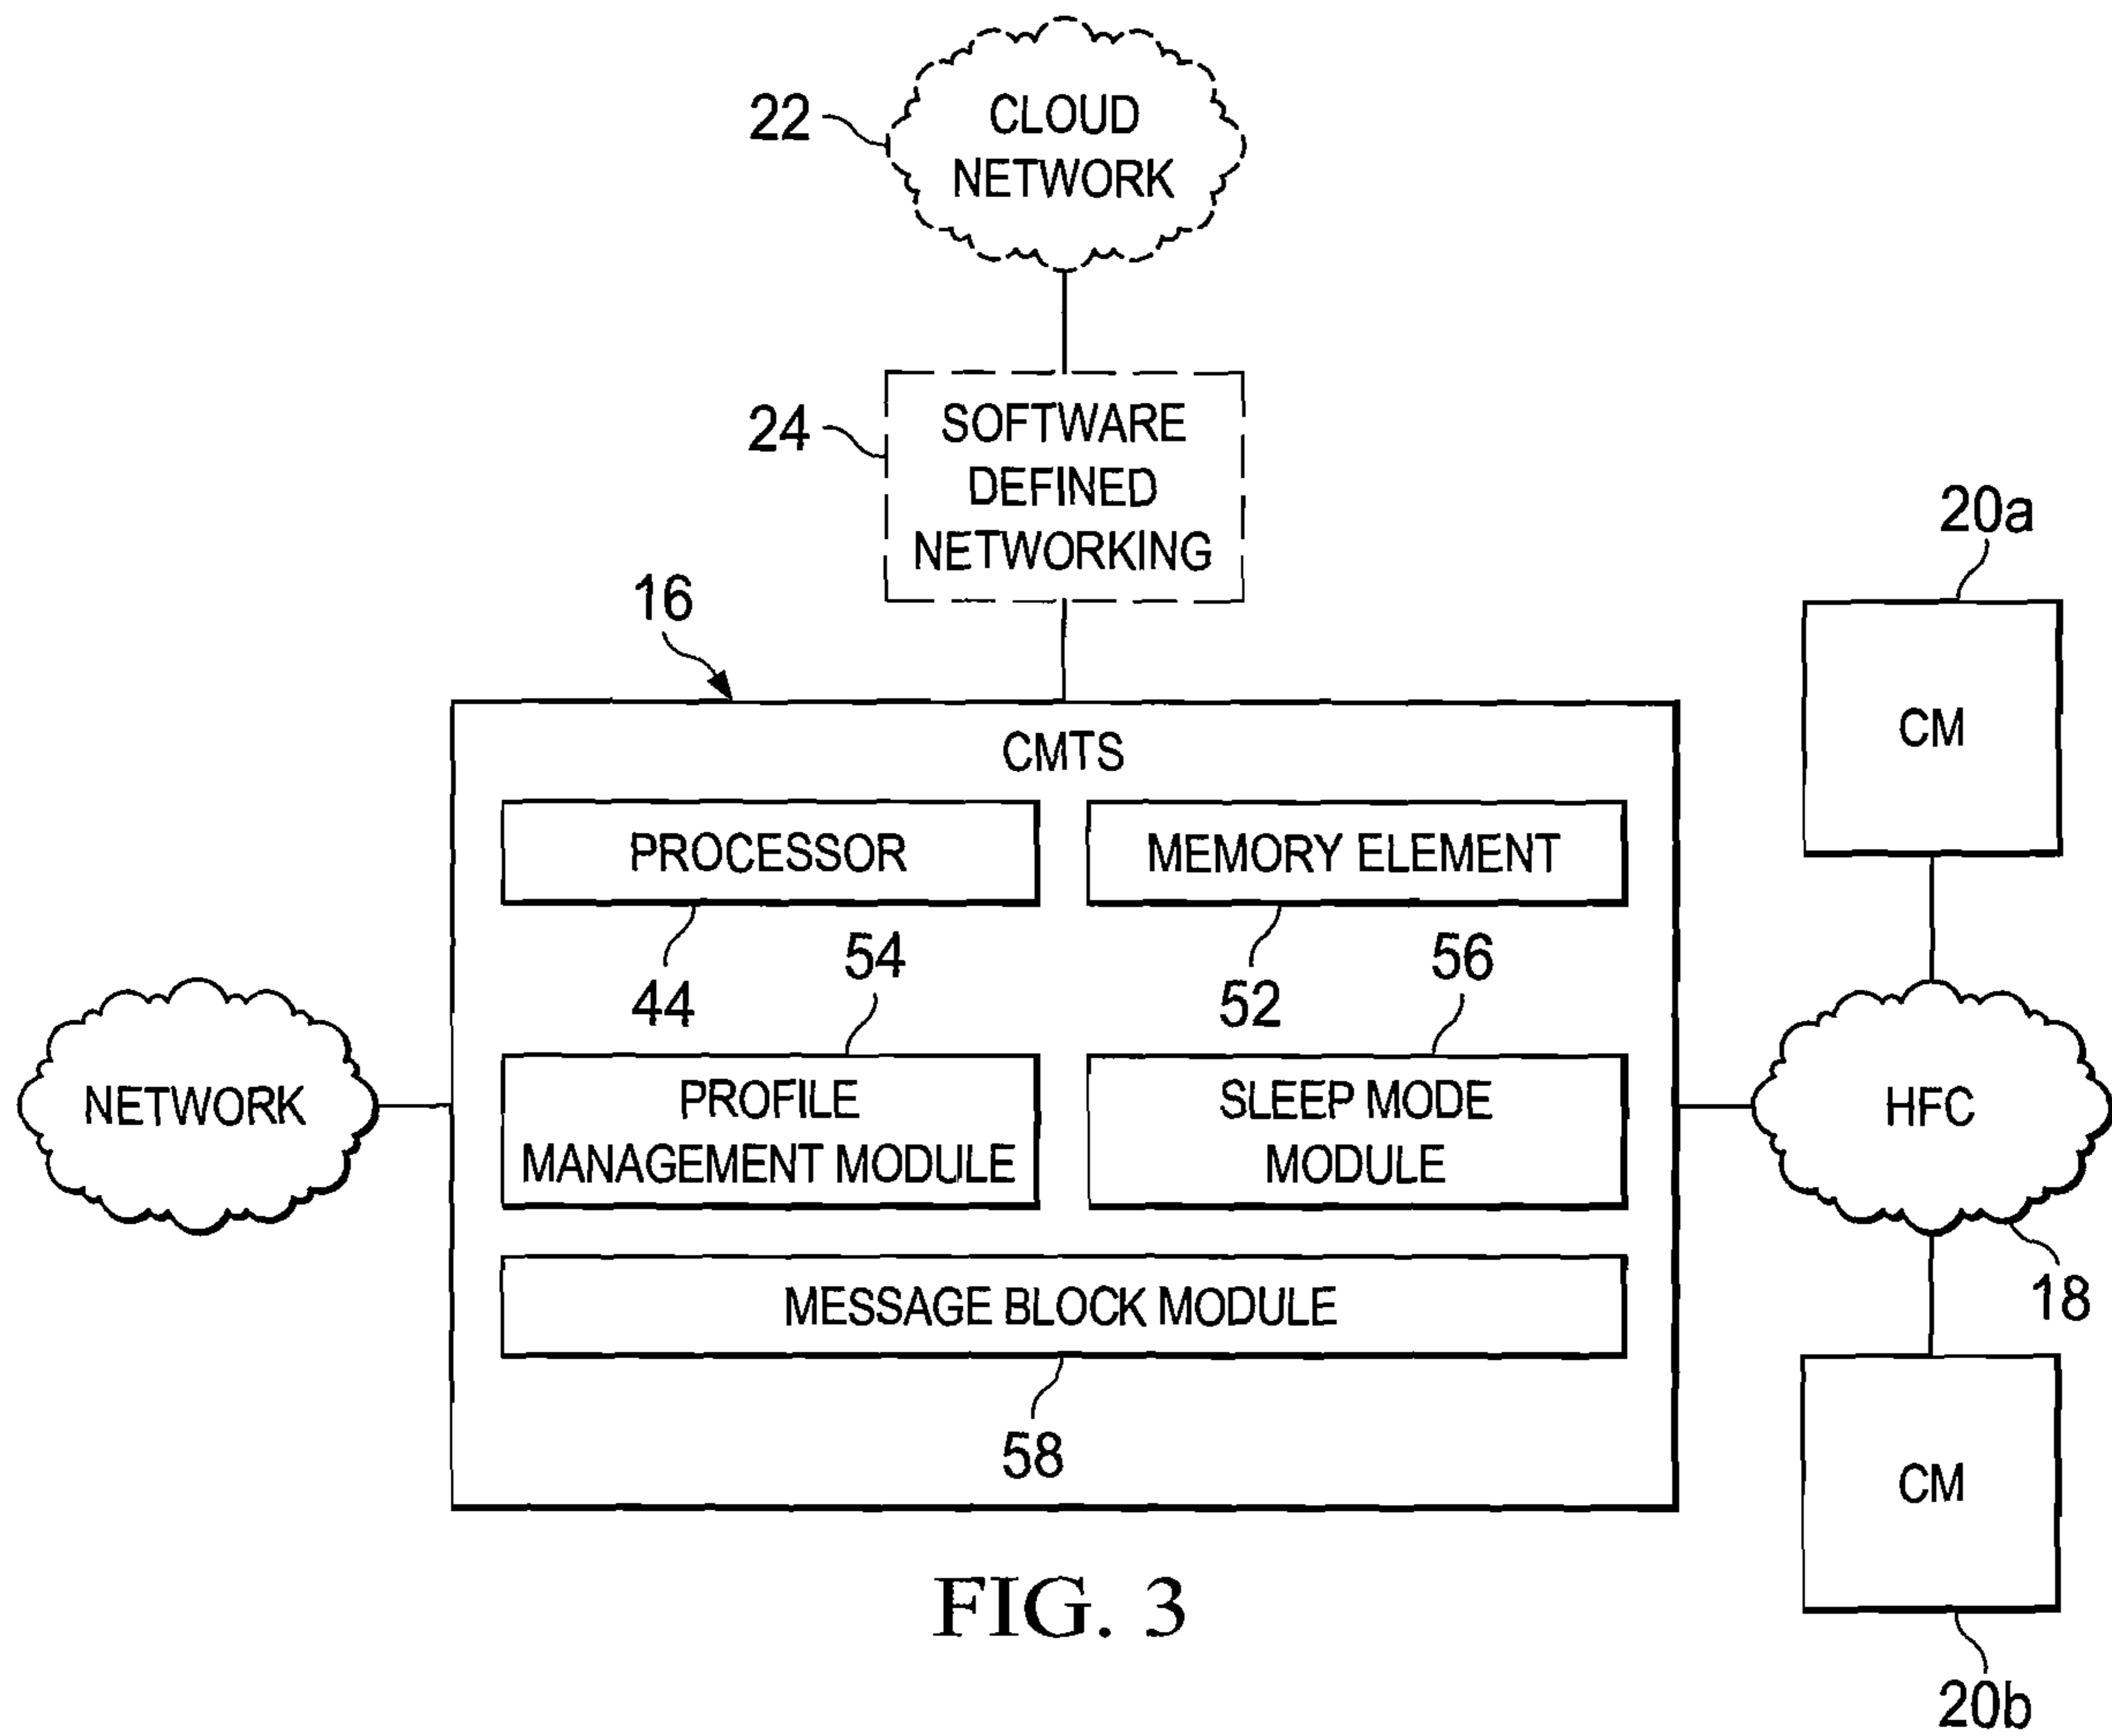 22
CLOUD
NETWORK
24
SOFTWARE
DEFINED
NETWORKING
16
20a
CM
CMTS
PROCESSOR
MEMORY ELEMENT
44
54
52
56
NETWORK
PROFILE
MANAGEMENT MODULE
SLEEP MODE
MODULE
HFC
18
MESSAGE BLOCK MODULE
58
CM
20b
FIG. 3